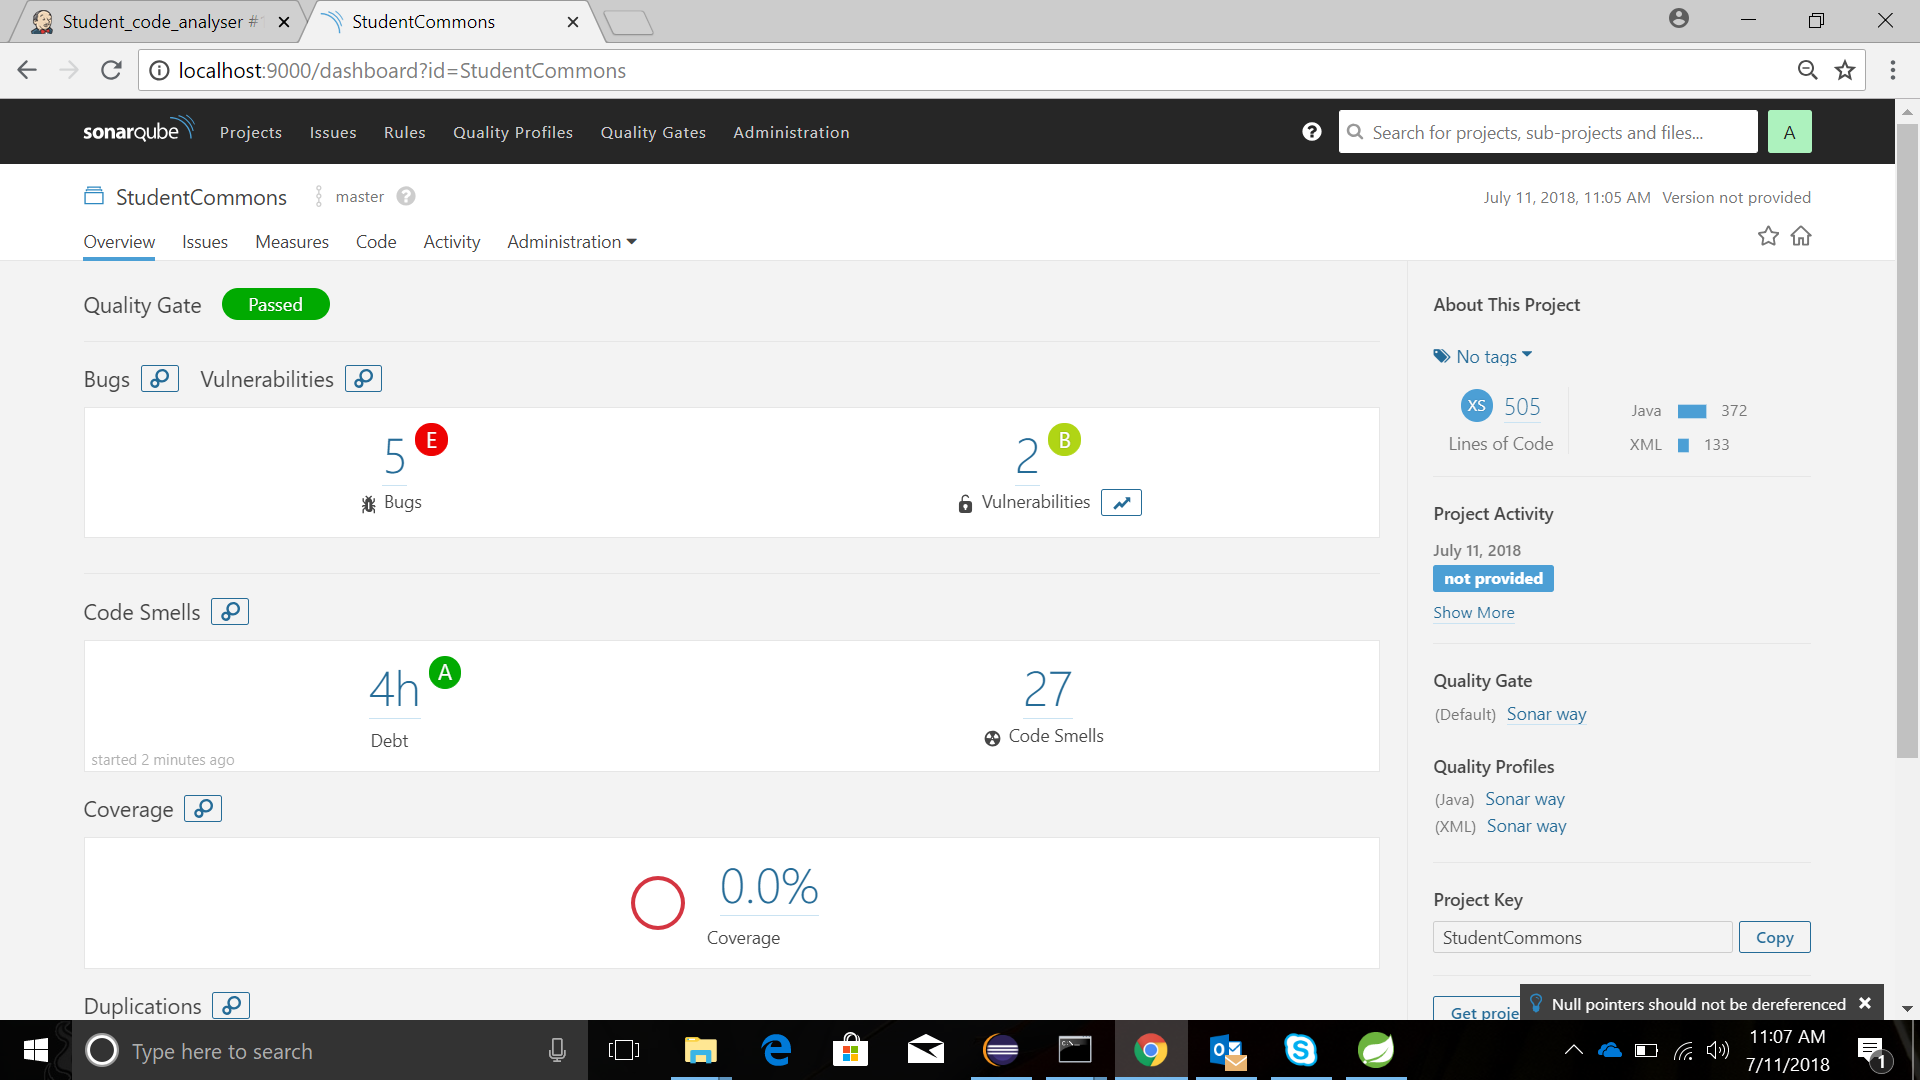 Student_code_analyser #
StudentCommons
localhost:9000/dashboard?id=StudentCommons
sonarqube Projects Issues Rules Quality Profiles Quality Gates Administration
Search for projects, sub-projects and files...
A
StudentCommons master
July 11, 2018, 11:05 AM Version not provided
Overview Issues Measures Code Activity Administration
Quality Gate Passed
Bugs Vulnerabilities
5 E
Bugs
2 B
Vulnerabilities
Code Smells
4h A
Debt
27
Code Smells
started 2 minutes ago
Coverage
0.0%
Coverage
Duplications
About This Project
No tags
XS 505
Lines of Code
Java 372
XML 133
Project Activity
July 11, 2018
not provided
Show More
Quality Gate
(Default) Sonar way
Quality Profiles
(Java) Sonar way
(XML) Sonar way
Project Key
StudentCommons Copy
Get proje
Null pointers should not be dereferenced
Type here to search
11:07 AM
7/11/2018
1